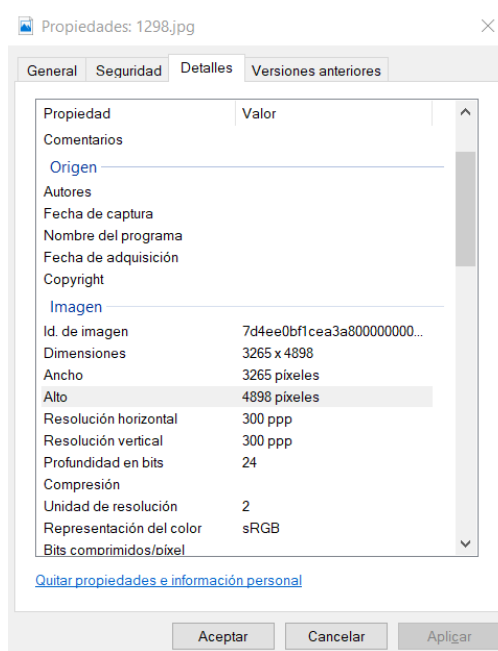 Propiedades: 1298.jpg
General Seguridad Detalles Versiones anteriores
Propiedad Valor
Comentarios
Origen
Autores
Fecha de captura
Nombre del programa
Fecha de adquisición
Copyright
Imagen
Id. de imagen 7d4ee0bf1cea3a800000000...
Dimensiones 3265 x 4898
Ancho 3265 píxeles
Alto 4898 píxeles
Resolución horizontal 300 ppp
Resolución vertical 300 ppp
Profundidad en bits 24
Compresión
Unidad de resolución 2
Representación del color sRGB
Bits comprimidos/píxel
Quitar propiedades e información personal
Aceptar Cancelar Aplicar